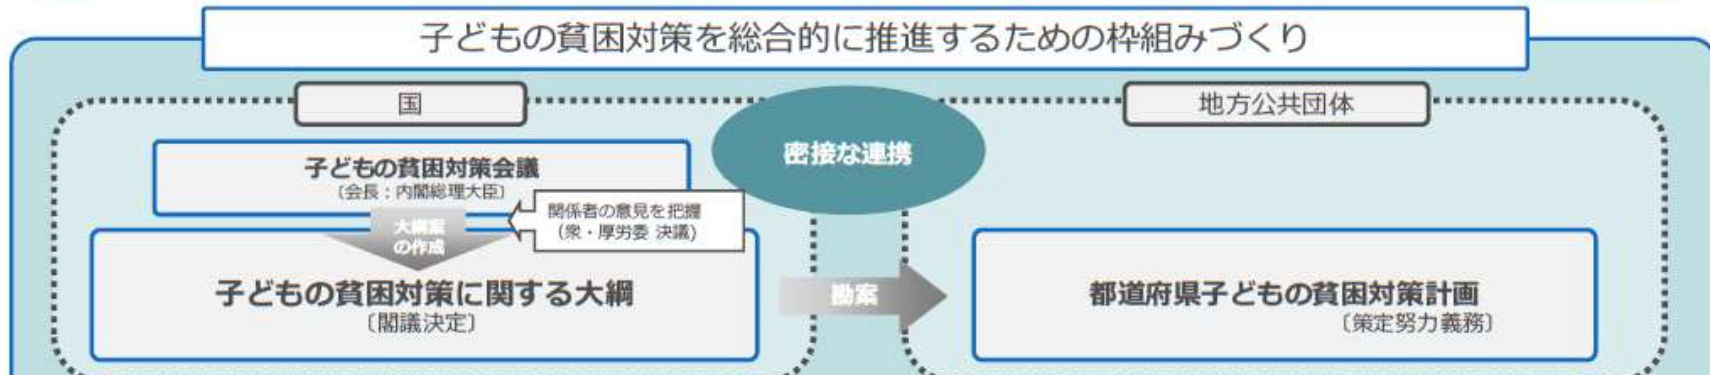 子どもの貧困対策を総合的に推進するための枠組みづくり
国
地方公共団体
密接な連携
子どもの貧困対策会議
〔会長：内閣総理大臣〕
関係者の意見を把握
（衆・厚労委 決議）
大綱案
の作成
子どもの貧困対策に関する大綱
〔閣議決定〕
勘案
都道府県子どもの貧困対策計画
〔策定努力義務〕